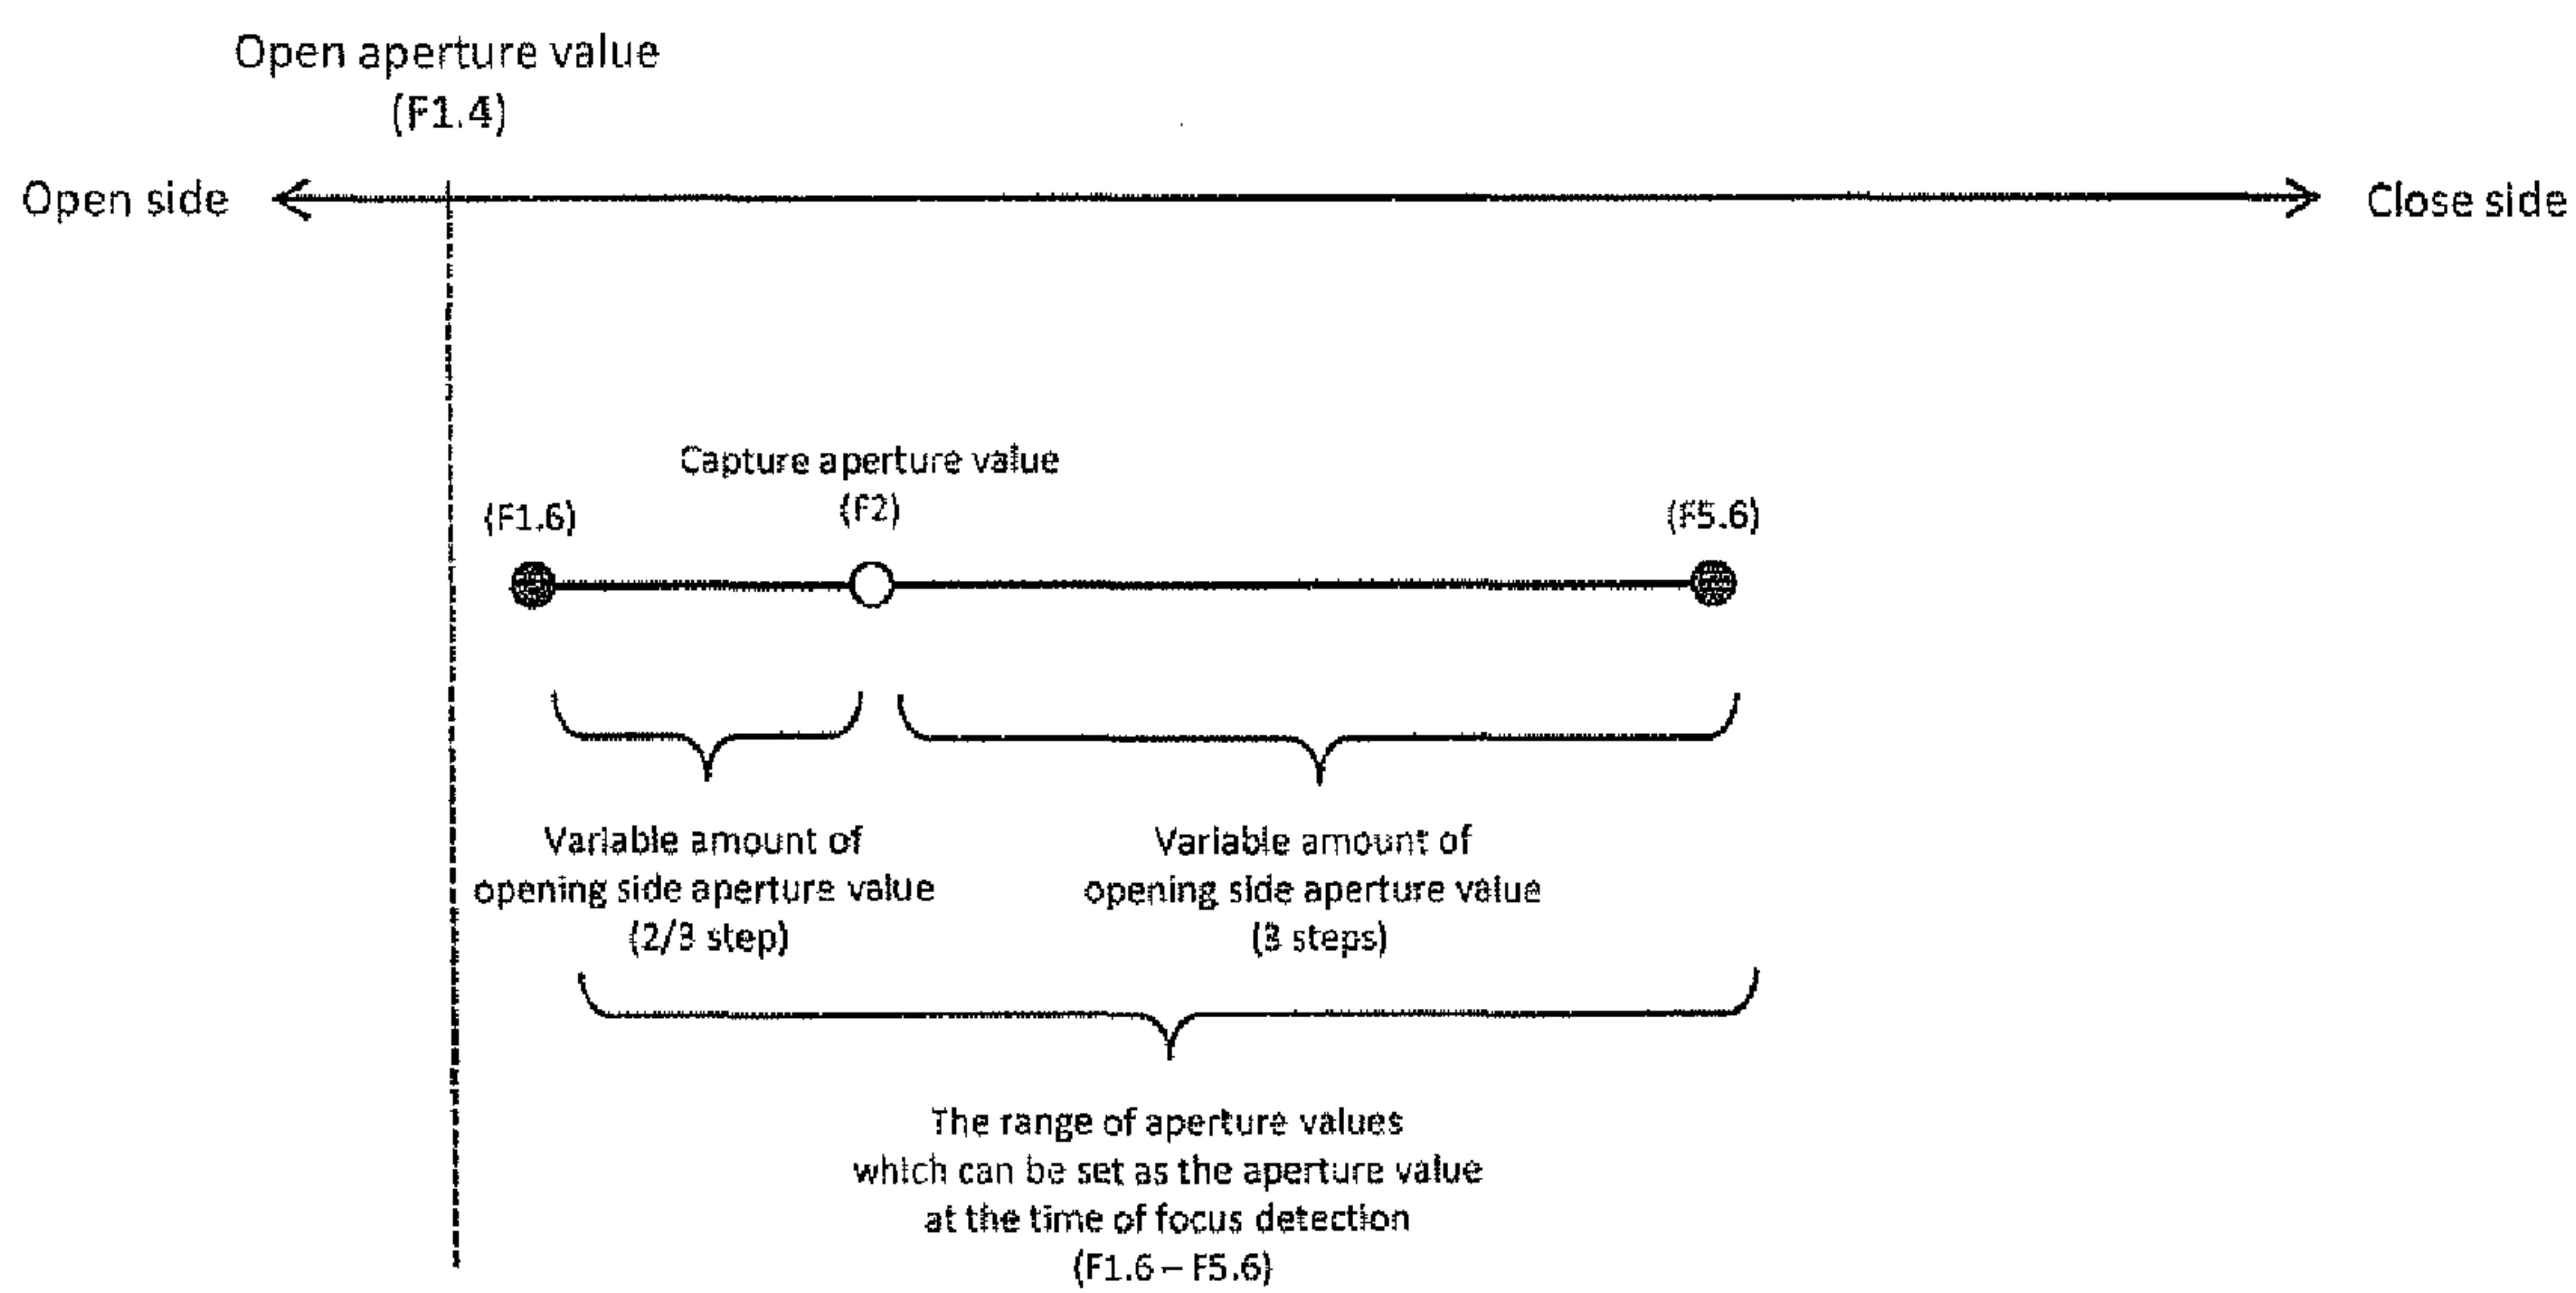 Open aperture value
(F1.4)
Open side
Close side
Capture aperture value
(F2)
(F1.6)
(F5.6)
Variable amount of
opening side aperture value
(2/3 step)
Variable amount of
opening side aperture value
(3 steps)
The range of aperture values
which can be set as the aperture value
at the time of focus detection
(F1.6 – F5.6)